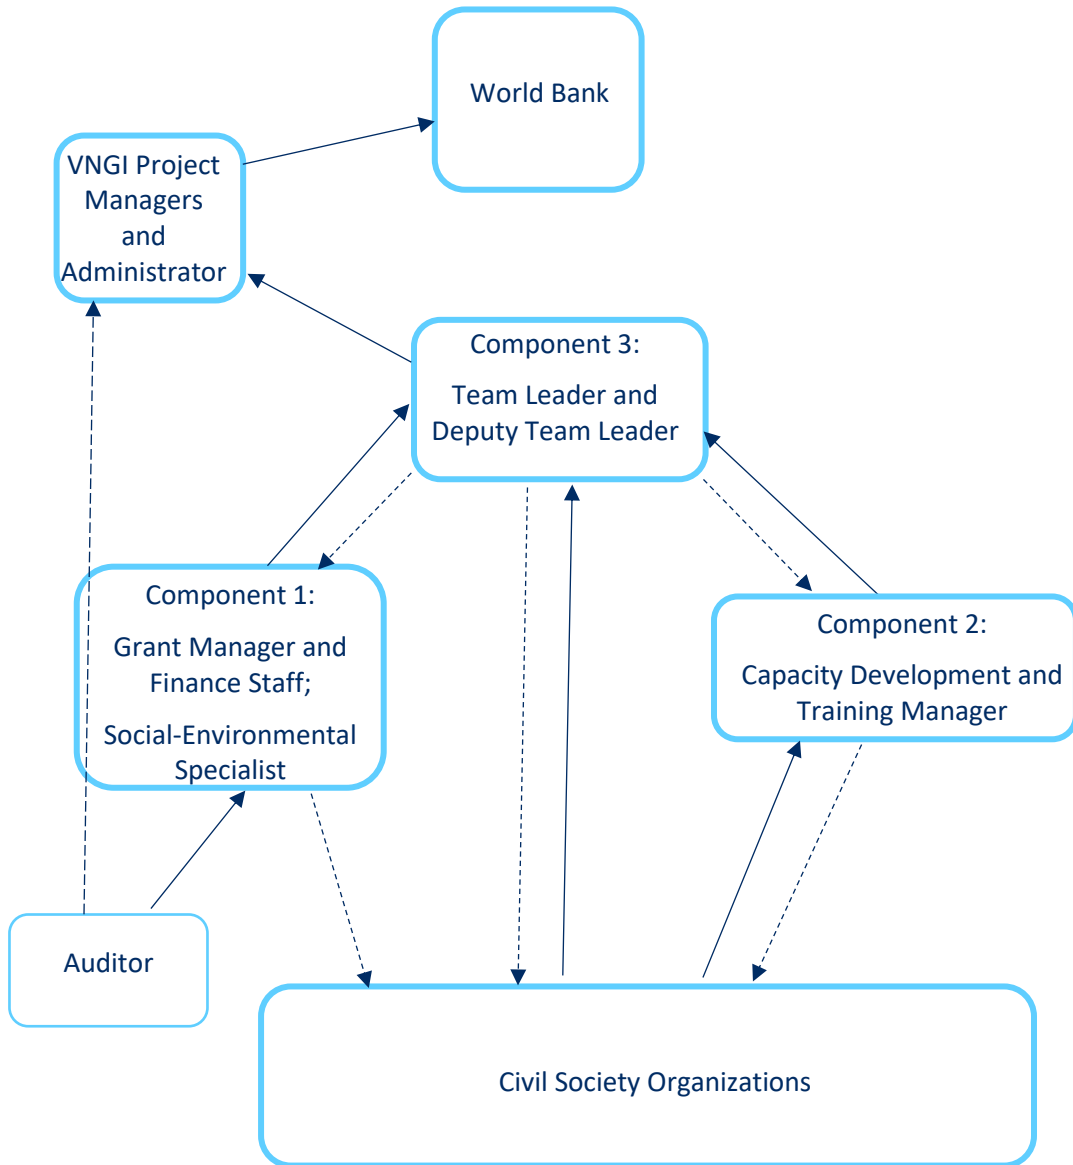 World Bank
VNGI Project
Managers
and
Administrator
Component 3:
Team Leader and
Deputy Team Leader
Component 1:
Grant Manager and
Finance Staff;
Social-Environmental
Specialist
Component 2:
Capacity Development and
Training Manager
Auditor
Civil Society Organizations